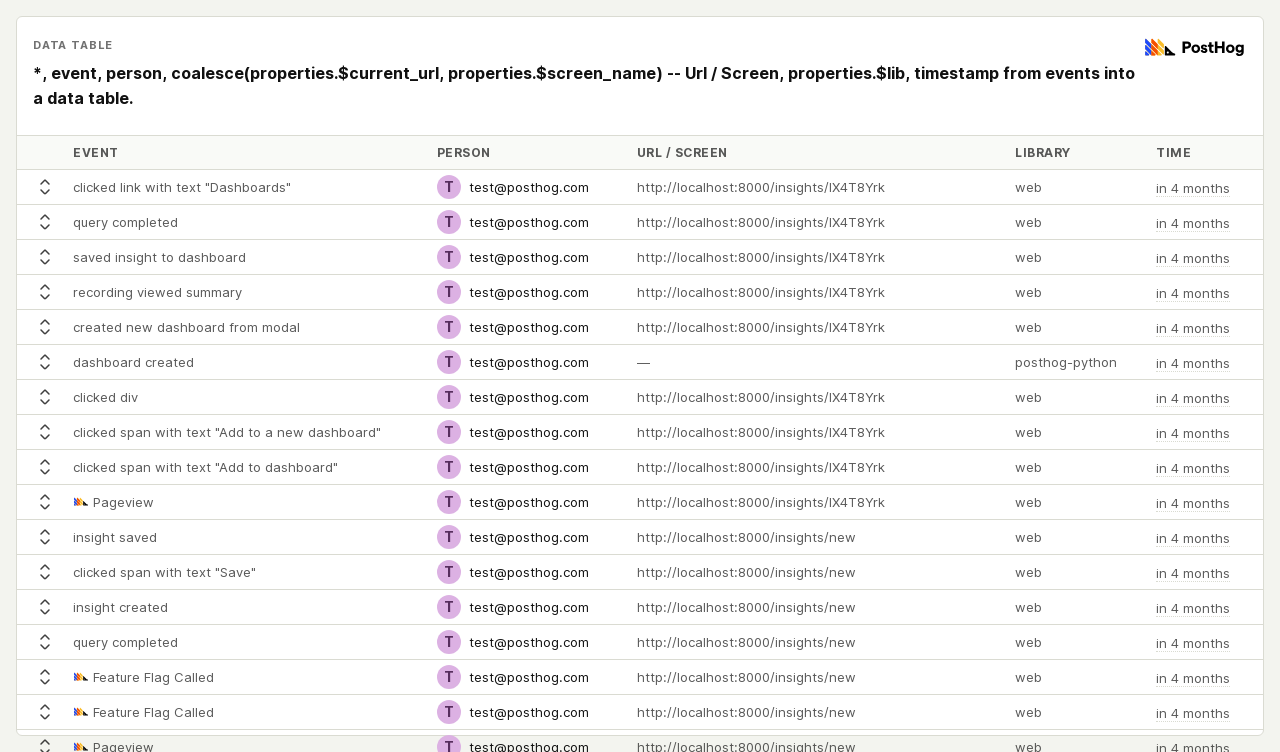 DATA TABLE
PostHog
*, event, person, coalesce(properties.$current_url, properties.$screen_name) -- Url / Screen, properties.$lib, timestamp from events into
a data table.
EVENT PERSON URL / SCREEN LIBRARY TIME
clicked link with text "Dashboards" T test@posthog.com http://localhost:8000/insights/lX4T8Yrk web in 4 months
query completed T test@posthog.com http://localhost:8000/insights/lX4T8Yrk web in 4 months
saved insight to dashboard T test@posthog.com http://localhost:8000/insights/lX4T8Yrk web in 4 months
recording viewed summary T test@posthog.com http://localhost:8000/insights/lX4T8Yrk web in 4 months
created new dashboard from modal T test@posthog.com http://localhost:8000/insights/lX4T8Yrk web in 4 months
dashboard created T test@posthog.com — posthog-python in 4 months
clicked div T test@posthog.com http://localhost:8000/insights/lX4T8Yrk web in 4 months
clicked span with text "Add to a new dashboard" T test@posthog.com http://localhost:8000/insights/lX4T8Yrk web in 4 months
clicked span with text "Add to dashboard" T test@posthog.com http://localhost:8000/insights/lX4T8Yrk web in 4 months
Pageview T test@posthog.com http://localhost:8000/insights/lX4T8Yrk web in 4 months
insight saved T test@posthog.com http://localhost:8000/insights/new web in 4 months
clicked span with text "Save" T test@posthog.com http://localhost:8000/insights/new web in 4 months
insight created T test@posthog.com http://localhost:8000/insights/new web in 4 months
query completed T test@posthog.com http://localhost:8000/insights/new web in 4 months
Feature Flag Called T test@posthog.com http://localhost:8000/insights/new web in 4 months
Feature Flag Called T test@posthog.com http://localhost:8000/insights/new web in 4 months
Pageview T test@posthog.com http://localhost:8000/insights/new web in 4 months